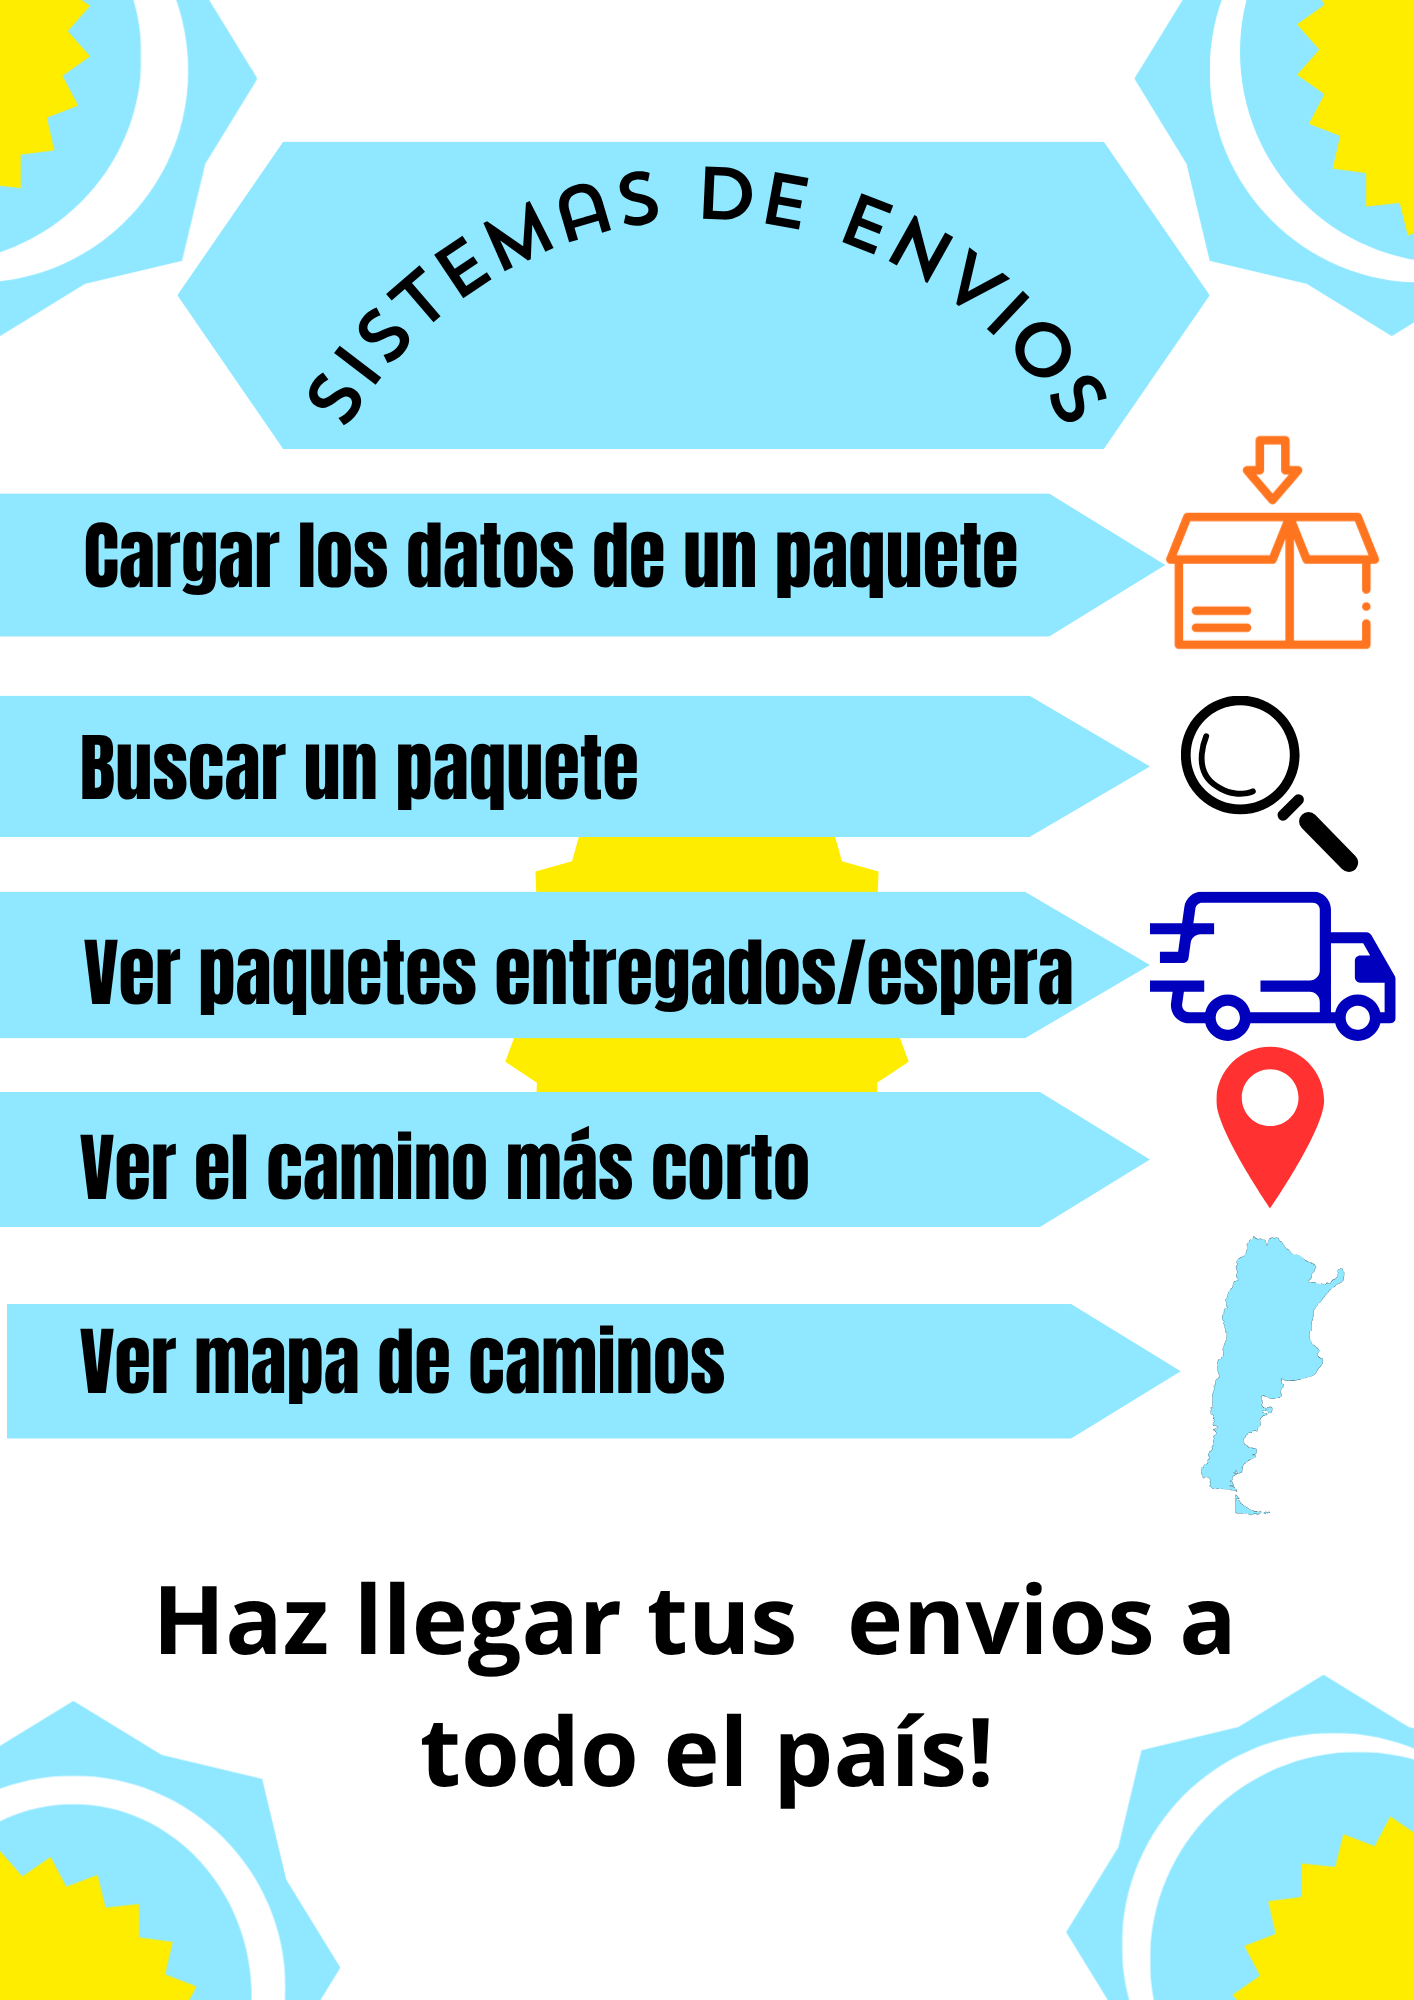 SISTEMAS DE ENVIOS
Cargar los datos de un paquete
Buscar un paquete
Ver paquetes entregados/espera
Ver el camino más corto
Ver mapa de caminos
Haz llegar tus envios a
todo el país!